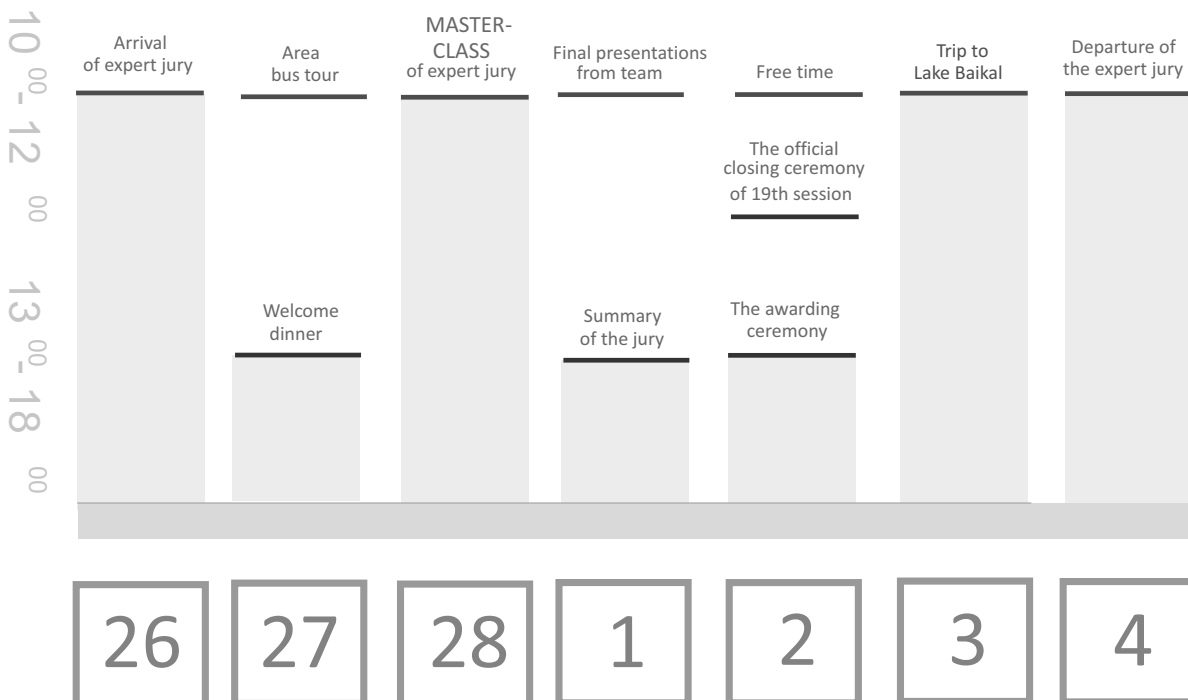 10 00 - 12 00
13 00 - 18 00
Arrival
of expert jury
Area
bus tour
MASTER-
CLASS
of expert jury
Final presentations
from team
Free time
Trip to
Lake Baikal
Departure of
the expert jury
The official
closing ceremony
of 19th session
Welcome
dinner
Summary
of the jury
The awarding
ceremony
26
27
28
1
2
3
4